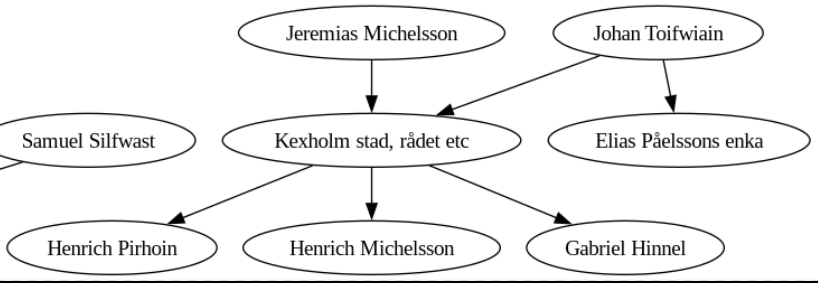 Jeremias Michelsson
Johan Toifwiain
Samuel Silfwast
Kexholm stad, rådet etc
Elias Påelssons enka
Henrich Pirhoin
Henrich Michelsson
Gabriel Hinnel